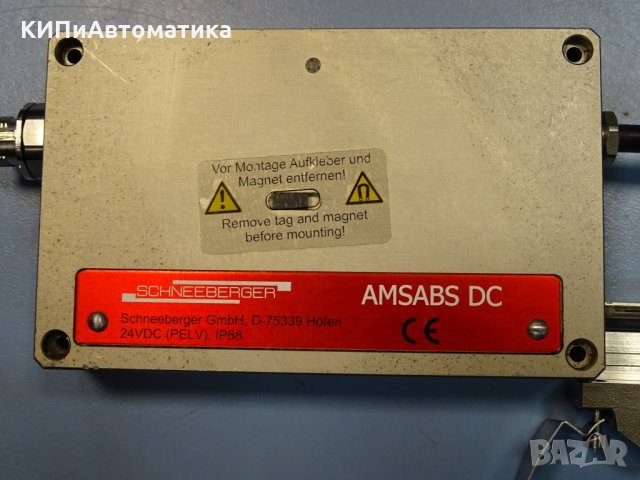 КИПиАвтоматика
Vor Montage Aufkleber und
Magnet entfernen!
Remove tag and magnet
before mounting!
SCHNEEBERGER
AMSABS DC
Schneeberger GmbH, D-75339 Höfen
24VDC (PELV), IP68
CE
BAZAR